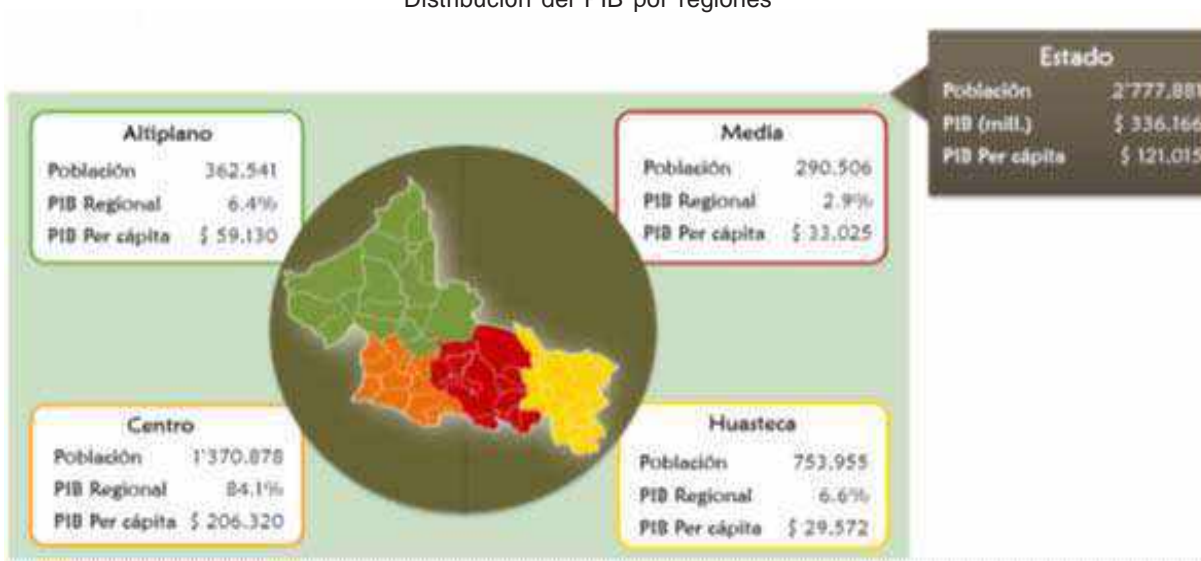 Distribución del PIB por regiones
Estado
Población 2'777,881
PIB (mill.) $ 336,166
PIB Per cápita $ 121,015
Altiplano
Población 362,541
PIB Regional 6.4%
PIB Per cápita $ 59,130
Media
Población 290,506
PIB Regional 2.9%
PIB Per cápita $ 33,025
Centro
Población 1'370,878
PIB Regional 84.1%
PIB Per cápita $ 206,320
Huasteca
Población 753,955
PIB Regional 6.6%
PIB Per cápita $ 29,572